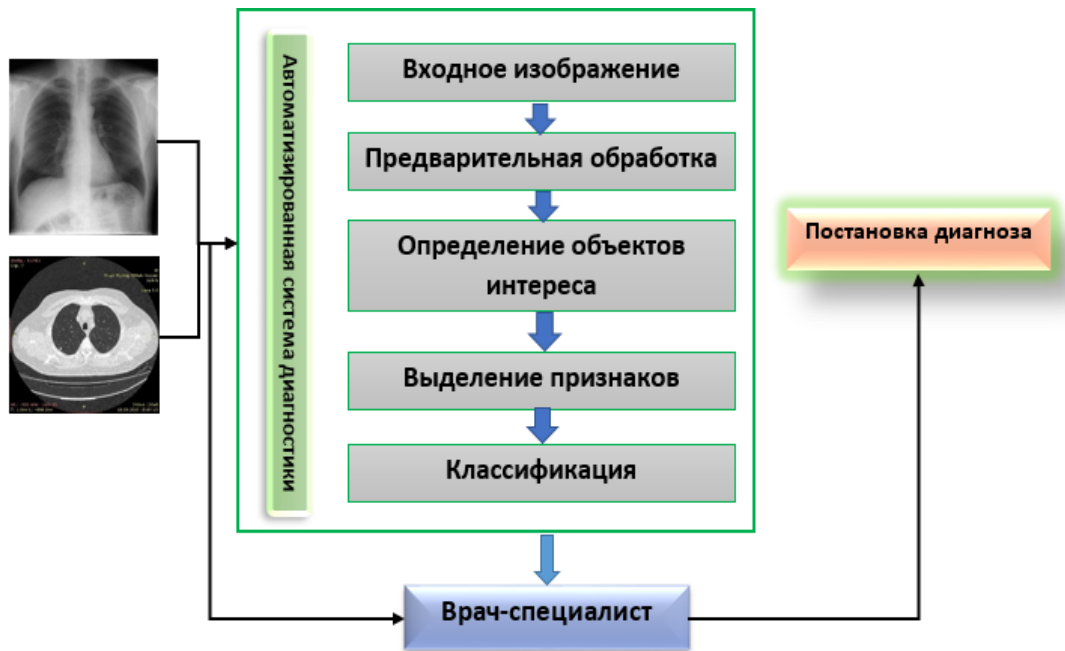 Автоматизированная система диагностики
Входное изображение
Предварительная обработка
Определение объектов
интереса
Выделение признаков
Классификация
Постановка диагноза
Врач-специалист